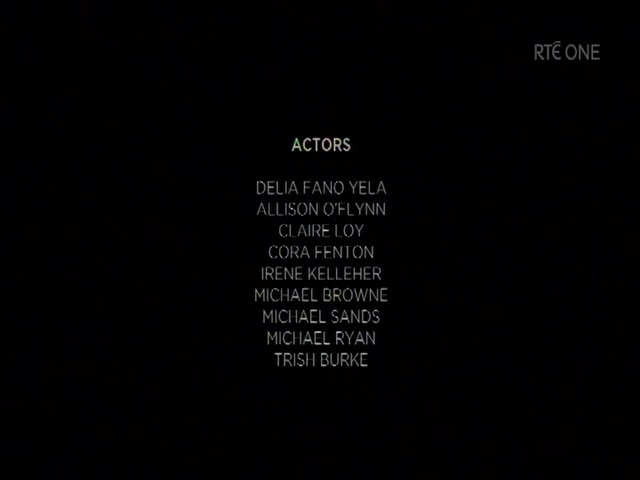 RTÉ ONE
ACTORS
DELIA FANO YELA
ALLISON O'FLYNN
CLAIRE LOY
CORA FENTON
IRENE KELLEHER
MICHAEL BROWNE
MICHAEL SANDS
MICHAEL RYAN
TRISH BURKE